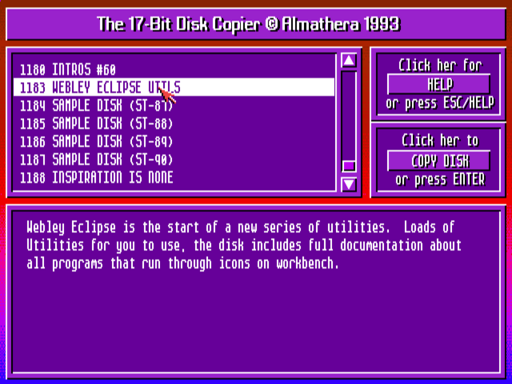 The 17-Bit Disk Copier © Almathera 1993
1180 INTROS #60
1183 WEBLEY ECLIPSE UTILS
1184 SAMPLE DISK (ST-87)
1185 SAMPLE DISK (ST-88)
1186 SAMPLE DISK (ST-89)
1187 SAMPLE DISK (ST-90)
1188 INSPIRATION IS NONE
Click her for
HELP
or press ESC/HELP
Click her to
COPY DISK
or press ENTER
Webley Eclipse is the start of a new series of utilities. Loads of
Utilities for you to use, the disk includes full documentation about
all programs that run through icons on workbench.